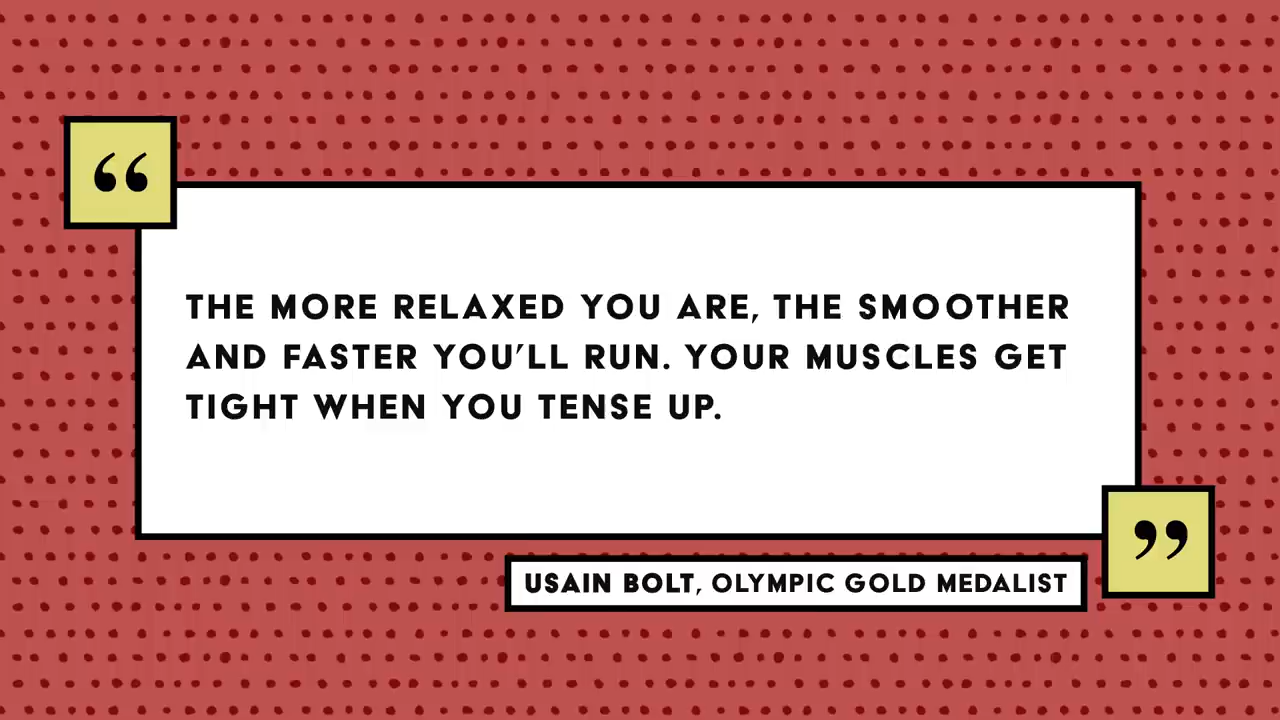 “
THE MORE RELAXED YOU ARE, THE SMOOTHER
AND FASTER YOU’LL RUN. YOUR MUSCLES GET
TIGHT WHEN YOU TENSE UP.
”
USAIN BOLT, OLYMPIC GOLD MEDALIST